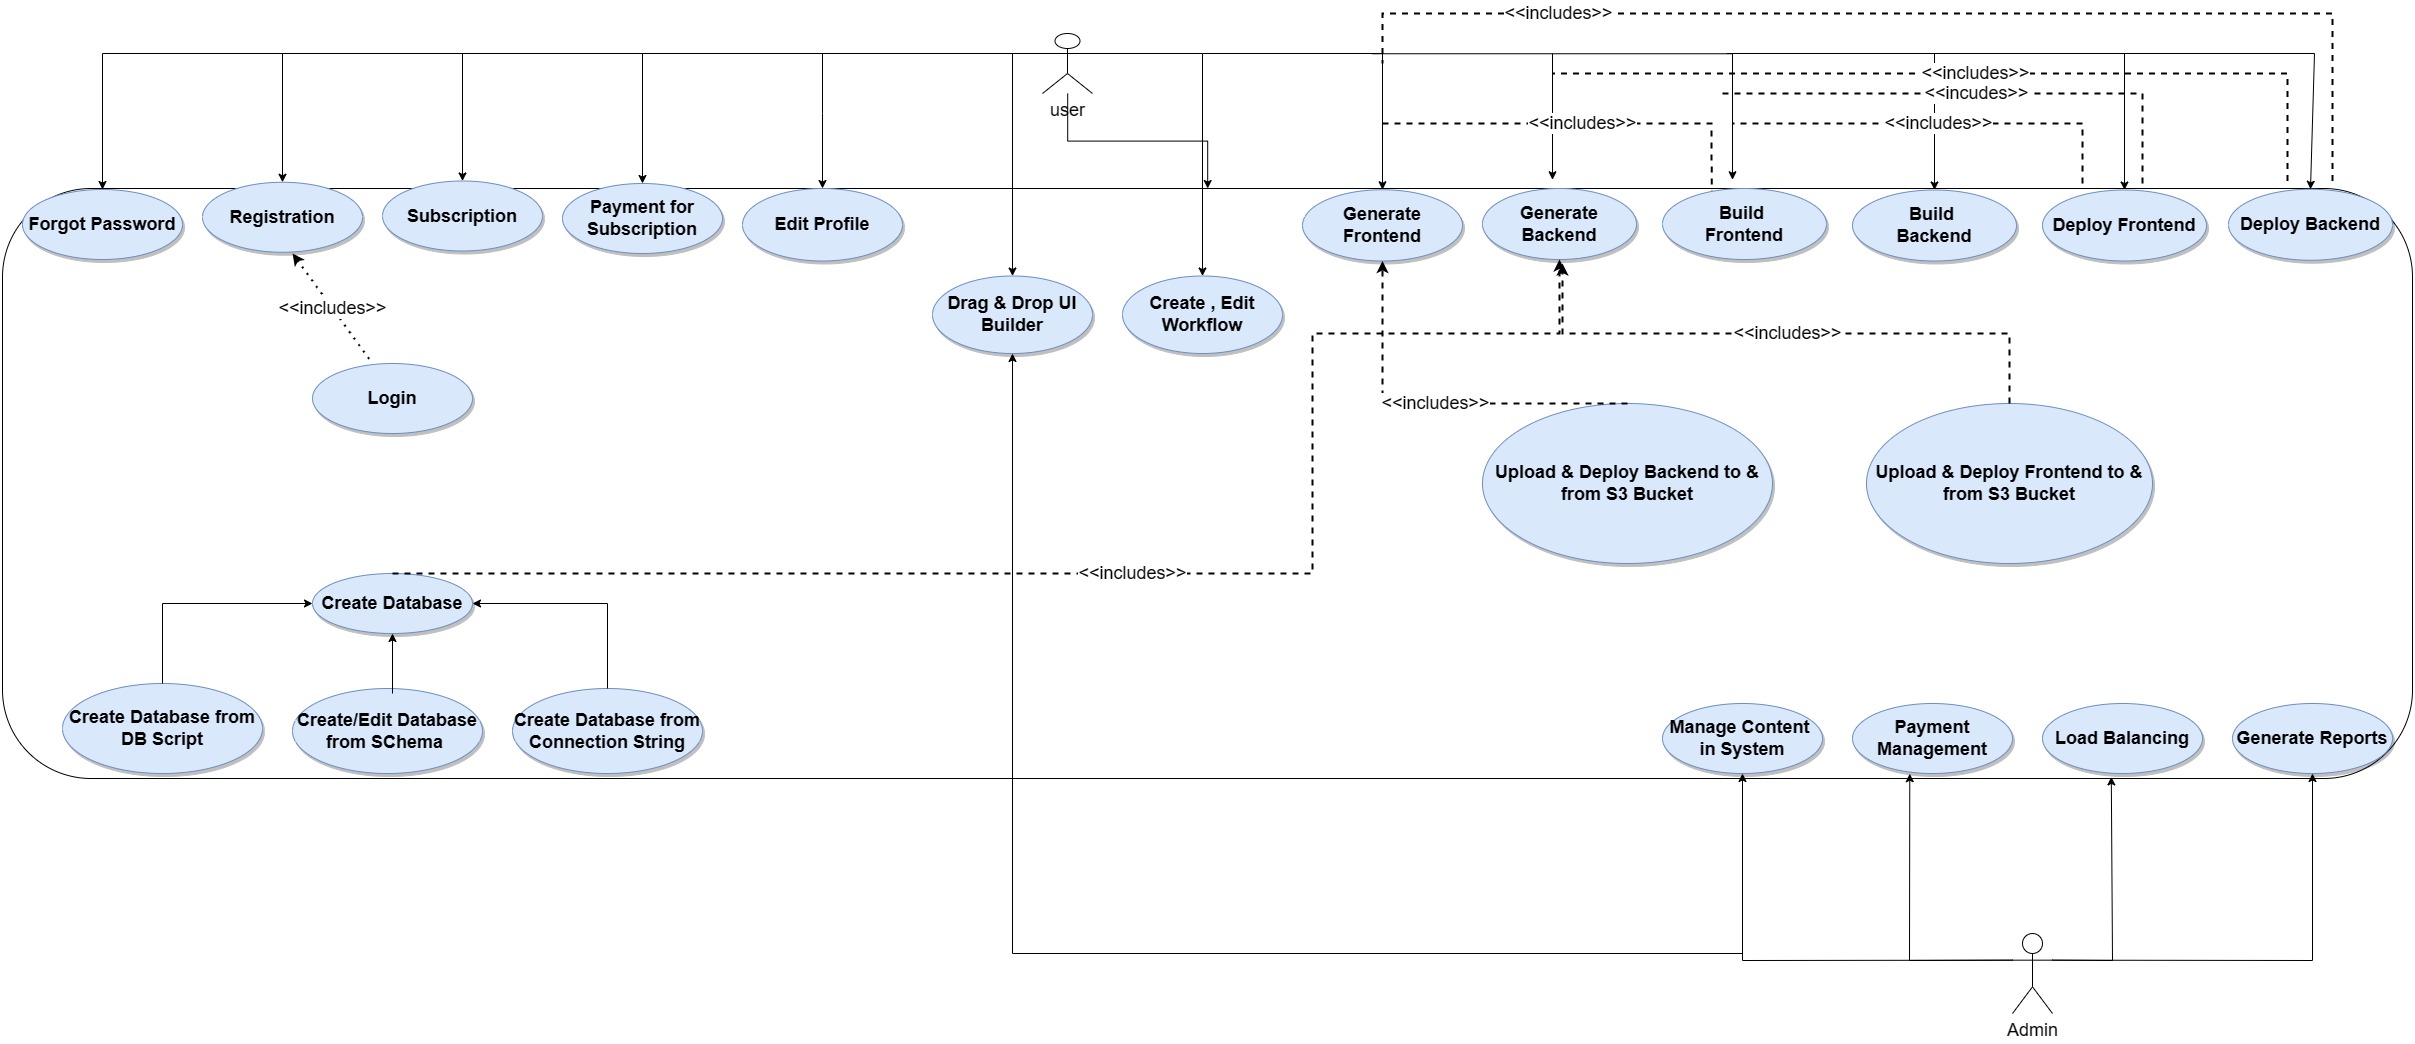 <<includes>>
user
<<includes>>
<<incudes>>
<<includes>>
<<includes>>
Forgot Password
Registration
Subscription
Payment for
Subscription
Edit Profile
Generate
Frontend
Generate
Backend
Build
Frontend
Build
Backend
Deploy Frontend
Deploy Backend
<<includes>>
Drag & Drop UI
Builder
Create , Edit
Workflow
<<includes>>
Login
<<includes>>
Upload & Deploy Backend to &
from S3 Bucket
Upload & Deploy Frontend to &
from S3 Bucket
<<includes>>
Create Database
Create Database from
DB Script
Create/Edit Database
from SChema
Create Database from
Connection String
Manage Content
in System
Payment
Management
Load Balancing
Generate Reports
Admin